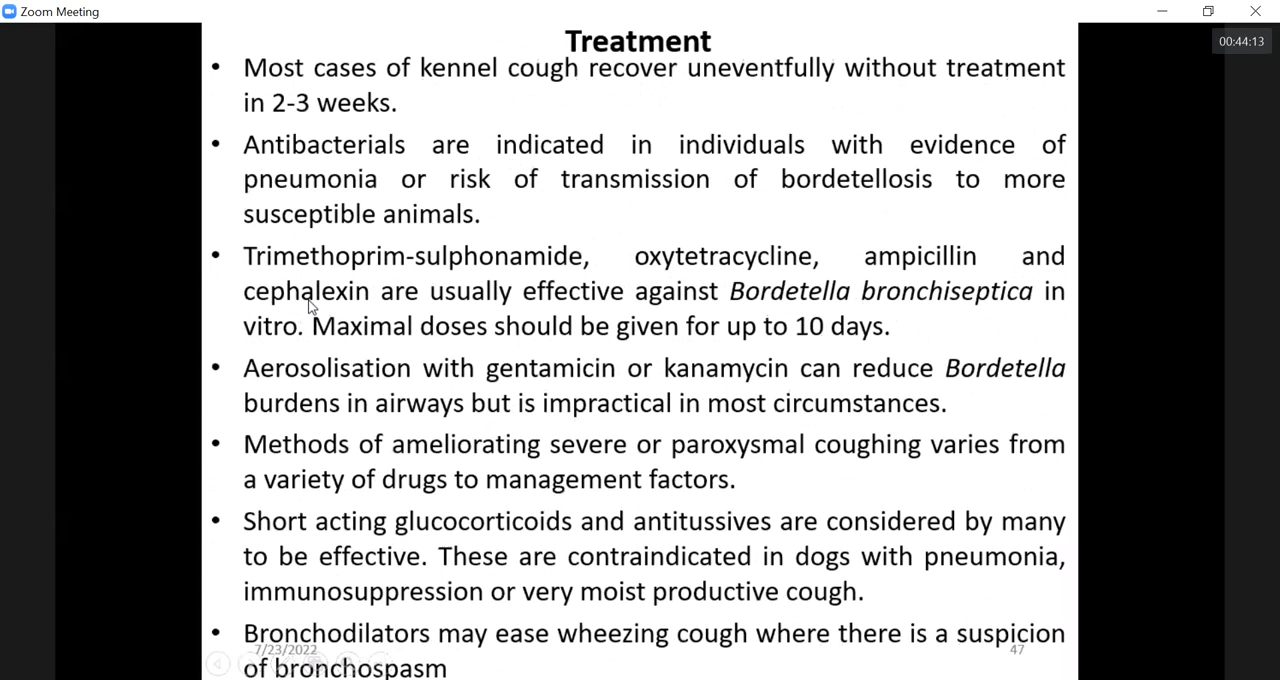 Zoom Meeting
00:44:13
Treatment
• Most cases of kennel cough recover uneventfully without treatment
in 2-3 weeks.
• Antibacterials are indicated in individuals with evidence of
pneumonia or risk of transmission of bordetellosis to more
susceptible animals.
• Trimethoprim-sulphonamide, oxytetracycline, ampicillin and
cephalexin are usually effective against Bordetella bronchiseptica in
vitro. Maximal doses should be given for up to 10 days.
• Aerosolisation with gentamicin or kanamycin can reduce Bordetella
burdens in airways but is impractical in most circumstances.
• Methods of ameliorating severe or paroxysmal coughing varies from
a variety of drugs to management factors.
• Short acting glucocorticoids and antitussives are considered by many
to be effective. These are contraindicated in dogs with pneumonia,
immunosuppression or very moist productive cough.
• Bronchodilators may ease wheezing cough where there is a suspicion
of bronchospasm
7/23/2022
47